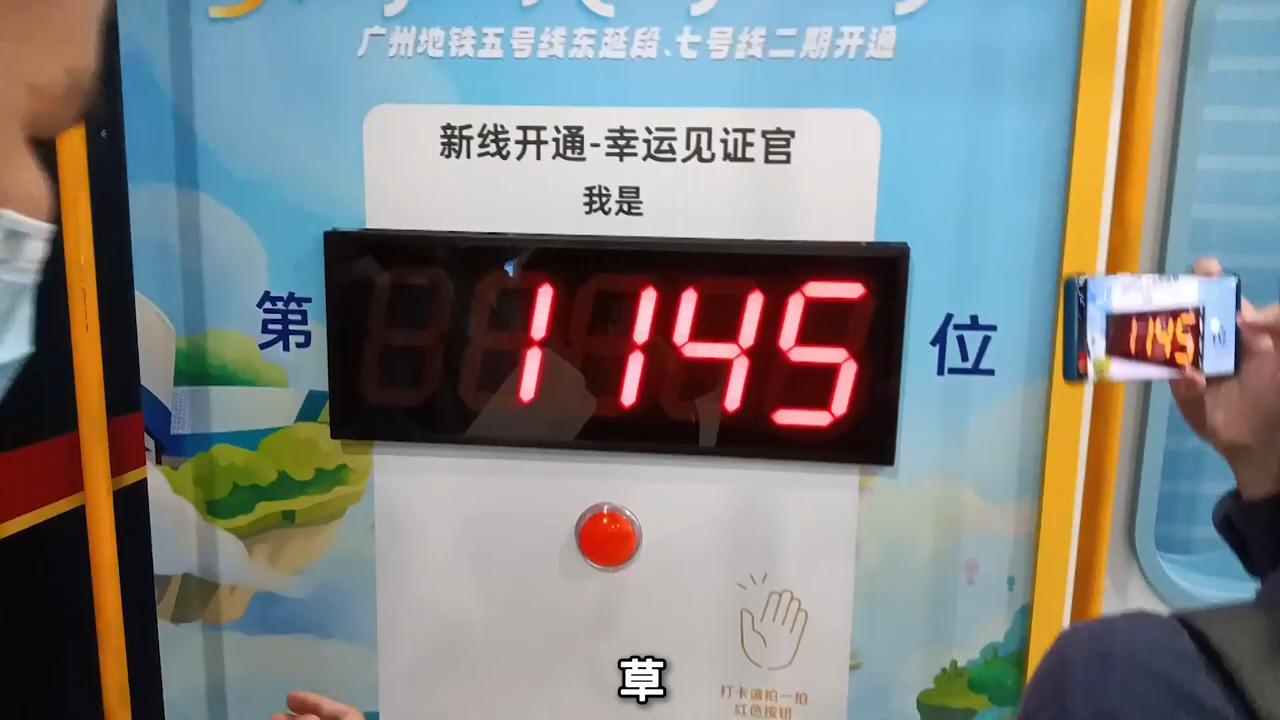 广州地铁五号线东延段、七号线二期开通
新线开通-幸运见证官
我是
第 1145 位
1145
草
打卡请拍一拍
红色按钮